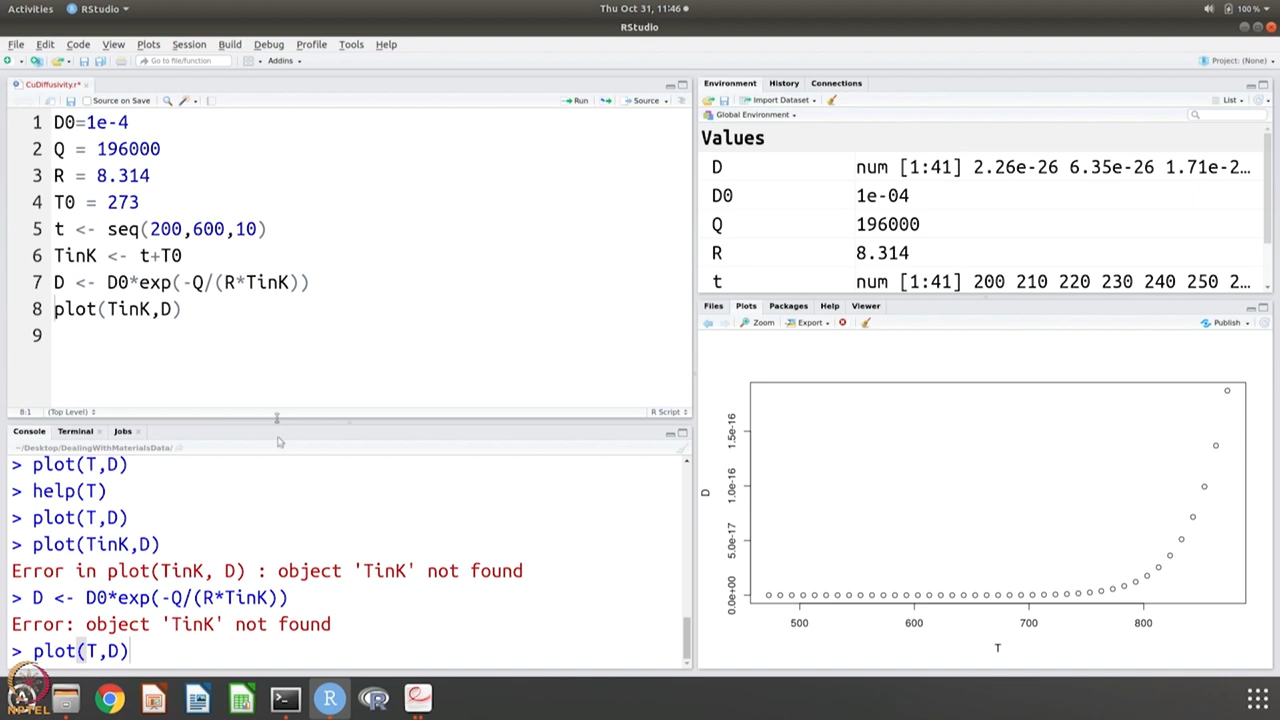 Activities RStudio Thu Oct 31, 11:46 100 %
RStudio
File Edit Code View Plots Session Build Debug Profile Tools Help
Go to file/function Addins Project: (None)
CuDiffusivity.r*
Source on Save Run Source
1 D0=1e-4
2 Q = 196000
3 R = 8.314
4 T0 = 273
5 t <- seq(200,600,10)
6 TinK <- t+T0
7 D <- D0*exp(-Q/(R*TinK))
8 plot(TinK,D)
9
8:1 (Top Level) R Script
Console Terminal Jobs
~/Desktop/DealingWithMaterialsData/
> plot(T,D)
> help(T)
> plot(T,D)
> plot(TinK,D)
Error in plot(TinK, D) : object 'TinK' not found
> D <- D0*exp(-Q/(R*TinK))
Error: object 'TinK' not found
> plot(T,D)
Environment History Connections
Import Dataset List
Global Environment
Values
D num [1:41] 2.26e-26 6.35e-26 1.71e-2…
D0 1e-04
Q 196000
R 8.314
t num [1:41] 200 210 220 230 240 250 2…
Files Plots Packages Help Viewer
Zoom Export Publish
D
1.5e-16
1.0e-16
5.0e-17
0.0e+00
500 600 700 800
T
NPTEL